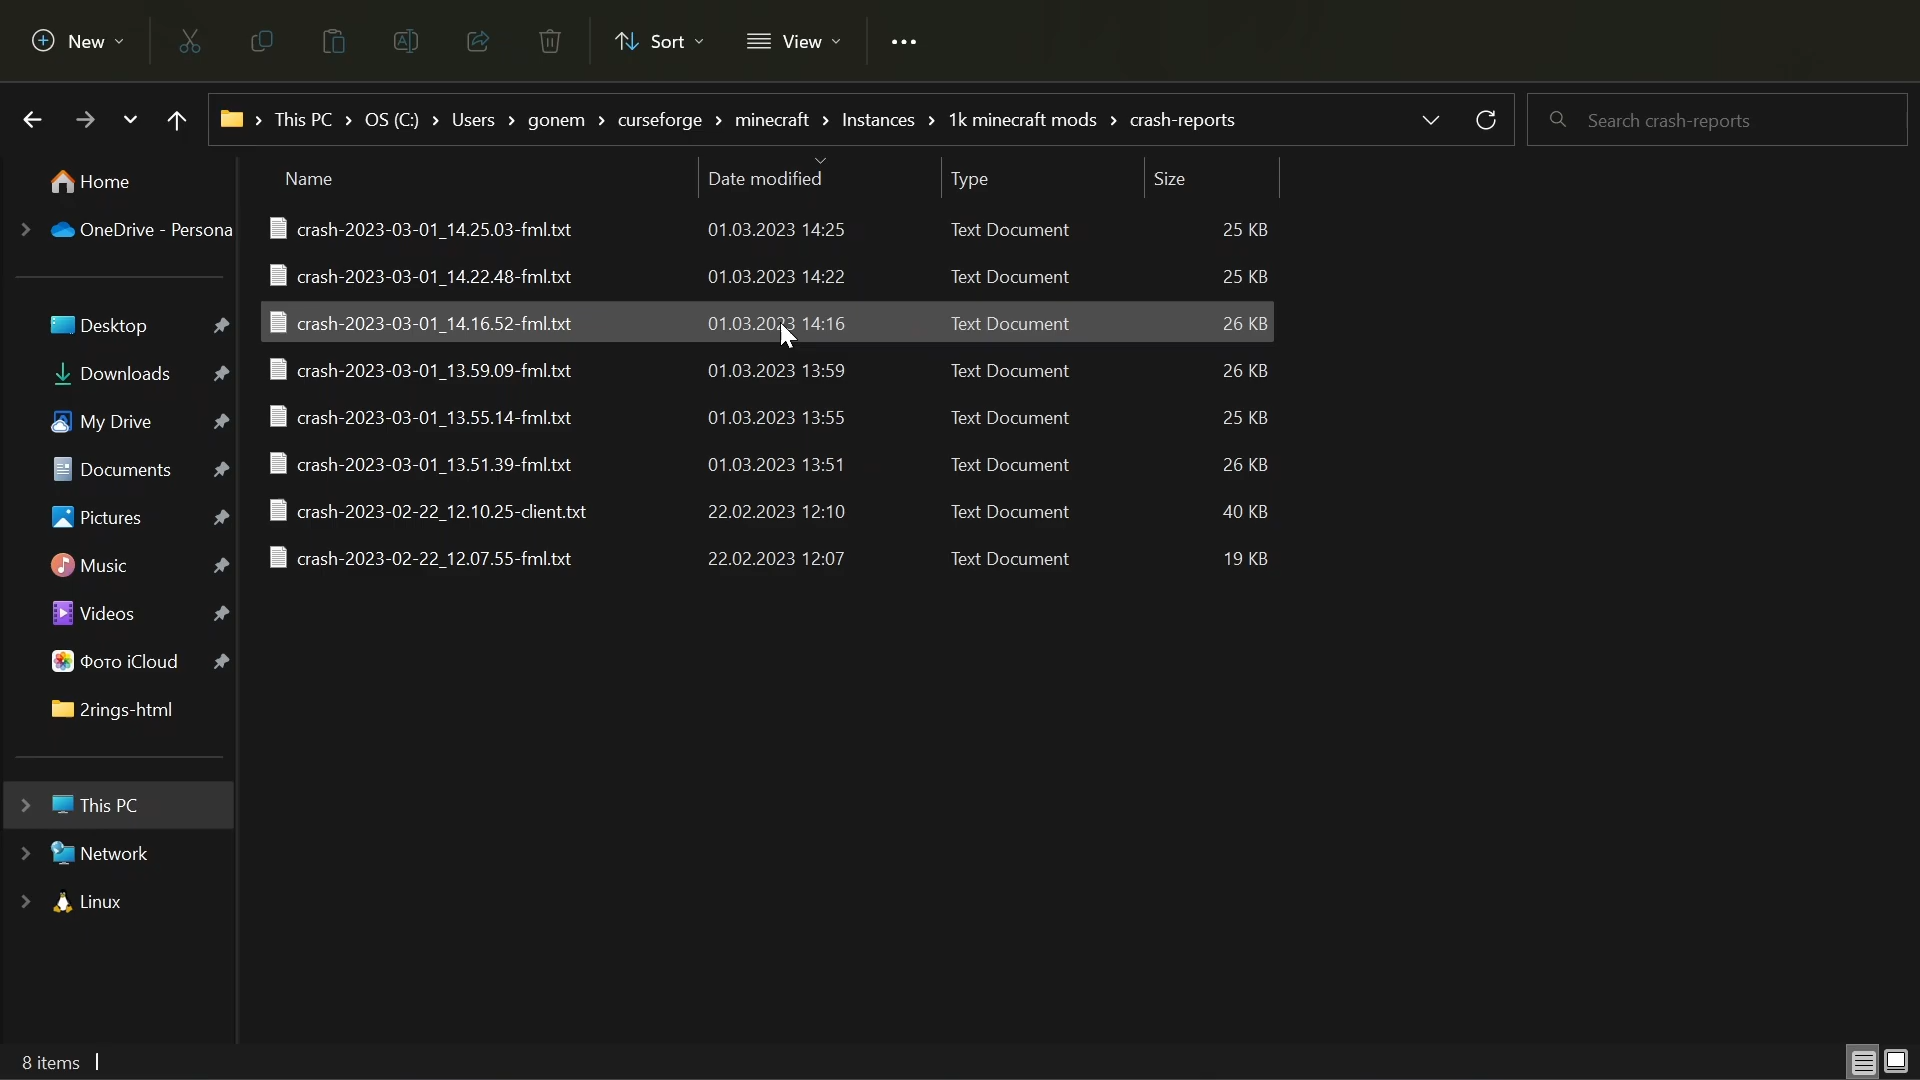 New Sort View
This PC OS (C:) Users gonem curseforge minecraft Instances 1k minecraft mods crash-reports Search crash-reports
Name Date modified Type Size
crash-2023-03-01_14.25.03-fml.txt 01.03.2023 14:25 Text Document 25 KB
crash-2023-03-01_14.22.48-fml.txt 01.03.2023 14:22 Text Document 25 KB
crash-2023-03-01_14.16.52-fml.txt 01.03.2023 14:16 Text Document 26 KB
crash-2023-03-01_13.59.09-fml.txt 01.03.2023 13:59 Text Document 26 KB
crash-2023-03-01_13.55.14-fml.txt 01.03.2023 13:55 Text Document 25 KB
crash-2023-03-01_13.51.39-fml.txt 01.03.2023 13:51 Text Document 26 KB
crash-2023-02-22_12.10.25-client.txt 22.02.2023 12:10 Text Document 40 KB
crash-2023-02-22_12.07.55-fml.txt 22.02.2023 12:07 Text Document 19 KB
Home
OneDrive - Persona
Desktop
Downloads
My Drive
Documents
Pictures
Music
Videos
Фото iCloud
2rings-html
This PC
Network
Linux
8 items